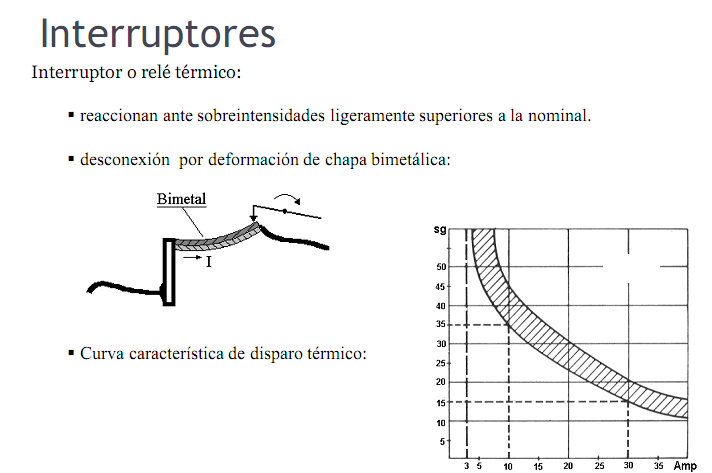 Interruptores
Interruptor o relé térmico:
▪ reaccionan ante sobreintensidades ligeramente superiores a la nominal.
▪ desconexión por deformación de chapa bimetálica:
Bimetal
I
▪ Curva característica de disparo térmico:
sg
50
45
40
35
30
25
20
15
10
5
3 5 10 15 20 25 30 35 Amp